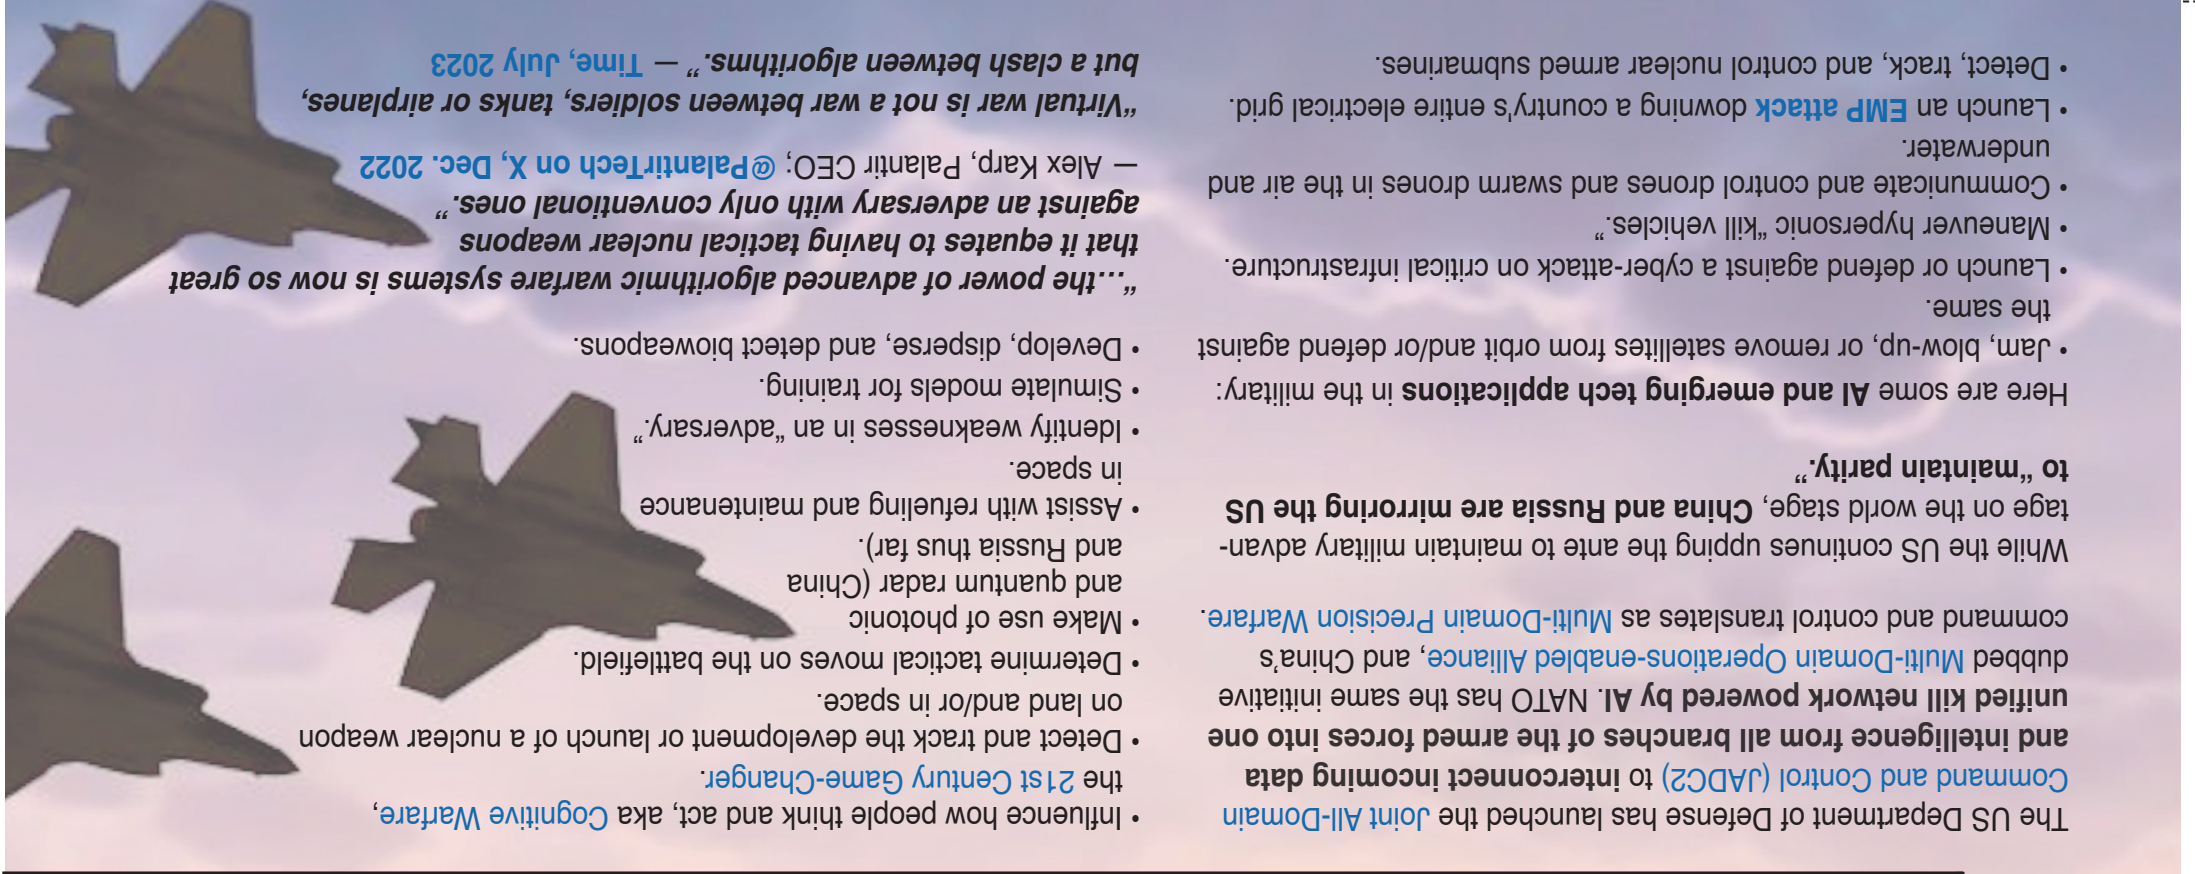 The US Department of Defense has launched the Joint All-Domain
Command and Control (JADC2) to interconnect incoming data
and intelligence from all branches of the armed forces into one
unified kill network powered by AI. NATO has the same initiative
dubbed Multi-Domain Operations-enabled Alliance, and China's
command and control translates as Multi-Domain Precision Warfare.
While the US continues upping the ante to maintain military advan-
tage on the world stage, China and Russia are mirroring the US
to “maintain parity.”
Here are some AI and emerging tech applications in the military:
• Jam, blow-up, or remove satellites from orbit and/or defend against
the same.
• Launch or defend against a cyber-attack on critical infrastructure.
• Maneuver hypersonic “kill vehicles.”
• Communicate and control drones and swarm drones in the air and
underwater.
• Launch an EMP attack downing a country's entire electrical grid.
• Detect, track, and control nuclear armed submarines.
• Influence how people think and act, aka Cognitive Warfare,
the 21st Century Game-Changer.
• Detect and track the development or launch of a nuclear weapon
on land and/or in space.
• Determine tactical moves on the battlefield.
• Make use of photonic
and quantum radar (China
and Russia thus far).
• Assist with refueling and maintenance
in space.
• Identify weaknesses in an “adversary.”
• Simulate models for training.
• Develop, disperse, and detect bioweapons.
“…the power of advanced algorithmic warfare systems is now so great
that it equates to having tactical nuclear weapons
against an adversary with only conventional ones.”
— Alex Karp, Palantir CEO; @PalantirTech on X, Dec. 2022
“Virtual war is not a war between soldiers, tanks or airplanes,
but a clash between algorithms.” — Time, July 2023